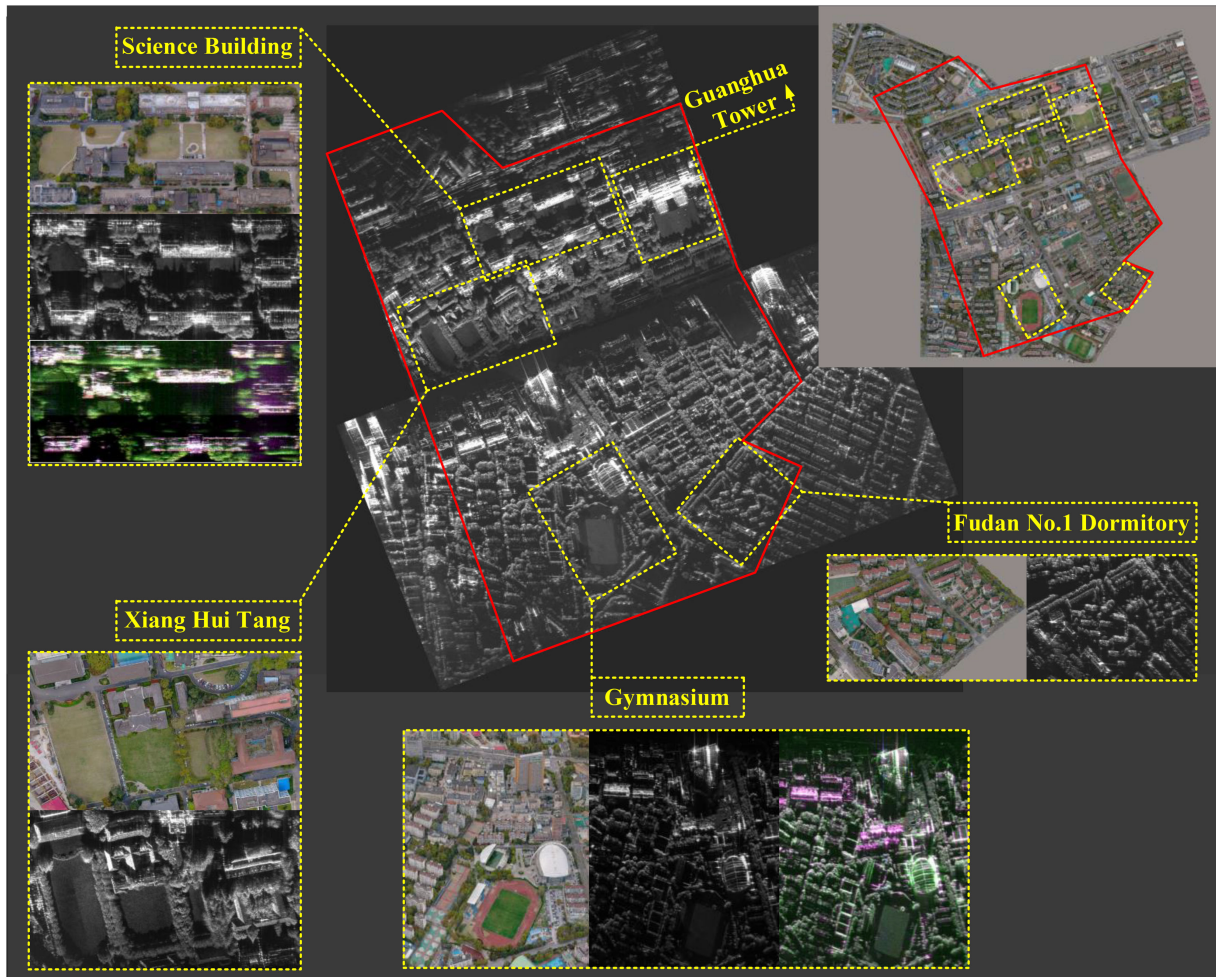 Science Building
Guanghua
Tower
Fudan No.1 Dormitory
Xiang Hui Tang
Gymnasium